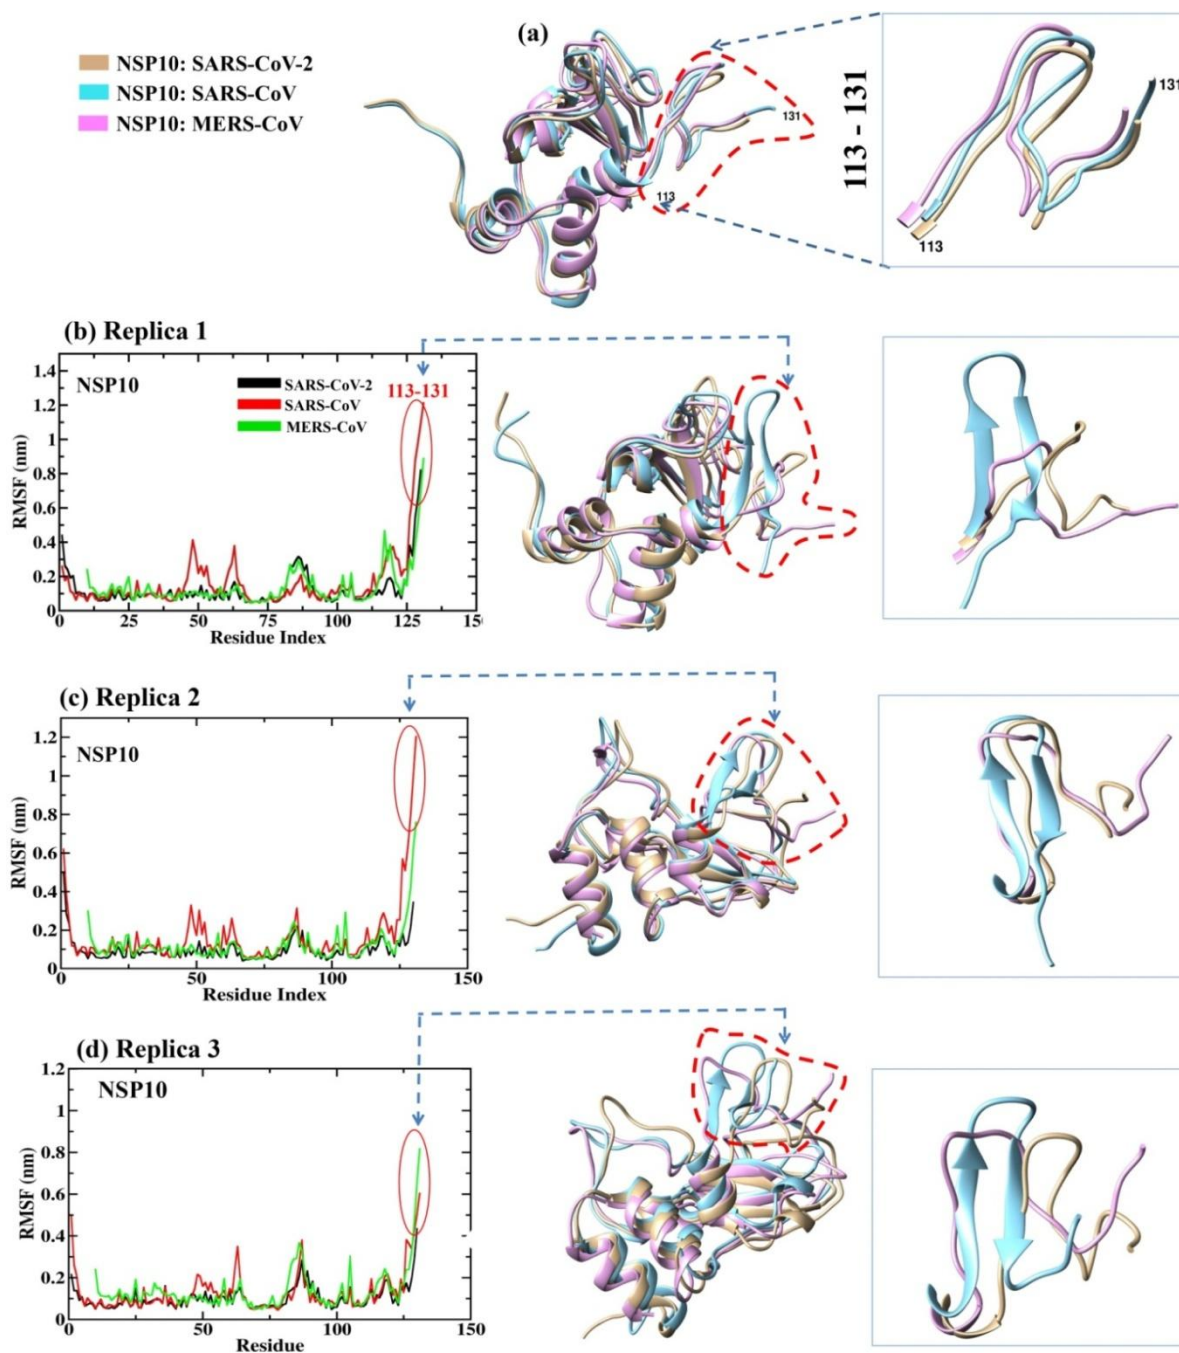 (a)
NSP10: SARS-CoV-2
NSP10: SARS-CoV
NSP10: MERS-CoV
131
113
113 - 131
131
113
(b) Replica 1
NSP10
SARS-CoV-2
SARS-CoV
MERS-CoV
113-131
RMSF (nm)
1.4
1.2
1
0.8
0.6
0.4
0.2
0
0 25 50 75 100 125 150
Residue Index
(c) Replica 2
NSP10
RMSF (nm)
1.2
1
0.8
0.6
0.4
0.2
0
0 50 100 150
Residue Index
(d) Replica 3
NSP10
RMSF (nm)
1.2
1
0.8
0.6
0.4
0.2
0
0 50 100 150
Residue